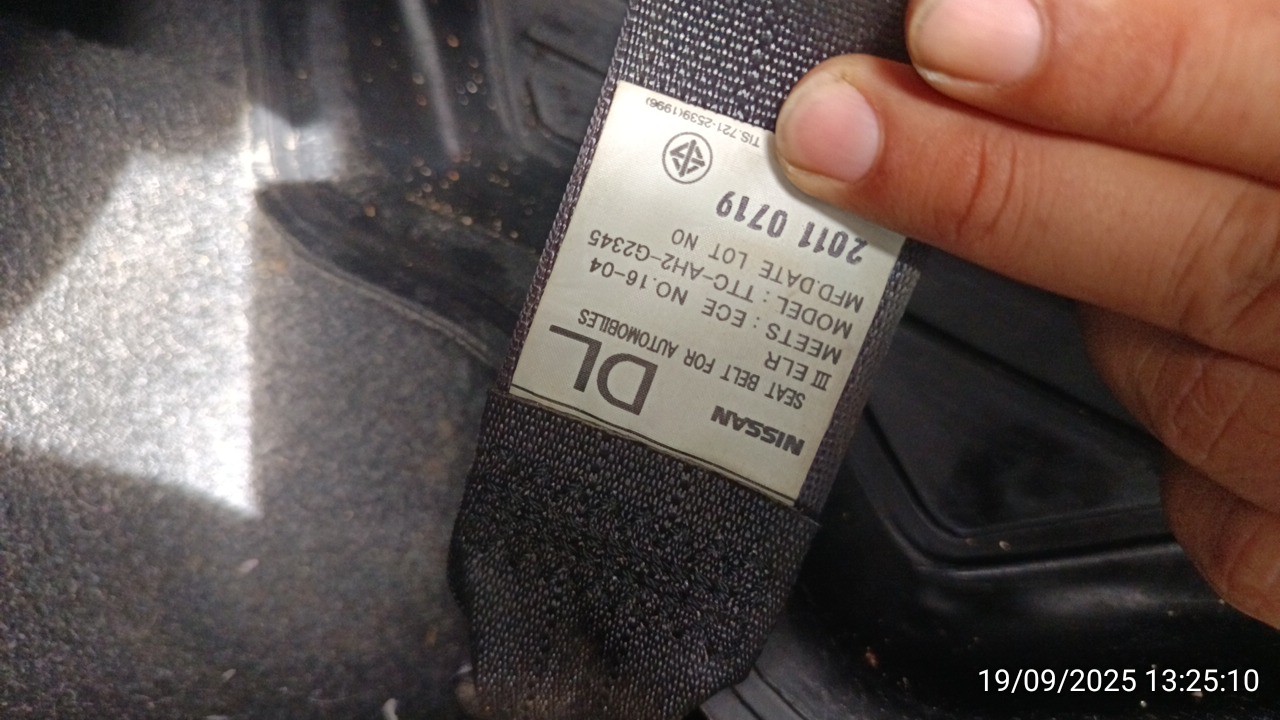 NISSAN DL
SEAT BELT FOR AUTOMOBILES
III ELR
MEETS : ECE NO.16-04
MODEL : TTC-AH2-G2345
MFD.DATE LOT NO
2011 0719
TIS.721-2539(1996)
19/09/2025 13:25:10